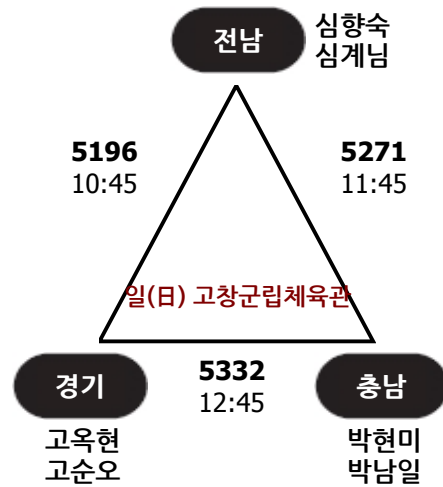 전남
심향숙
심계님
5196
10:45
5271
11:45
일(日) 고창군립체육관
경기
5332
12:45
충남
고옥현
고순오
박현미
박남일